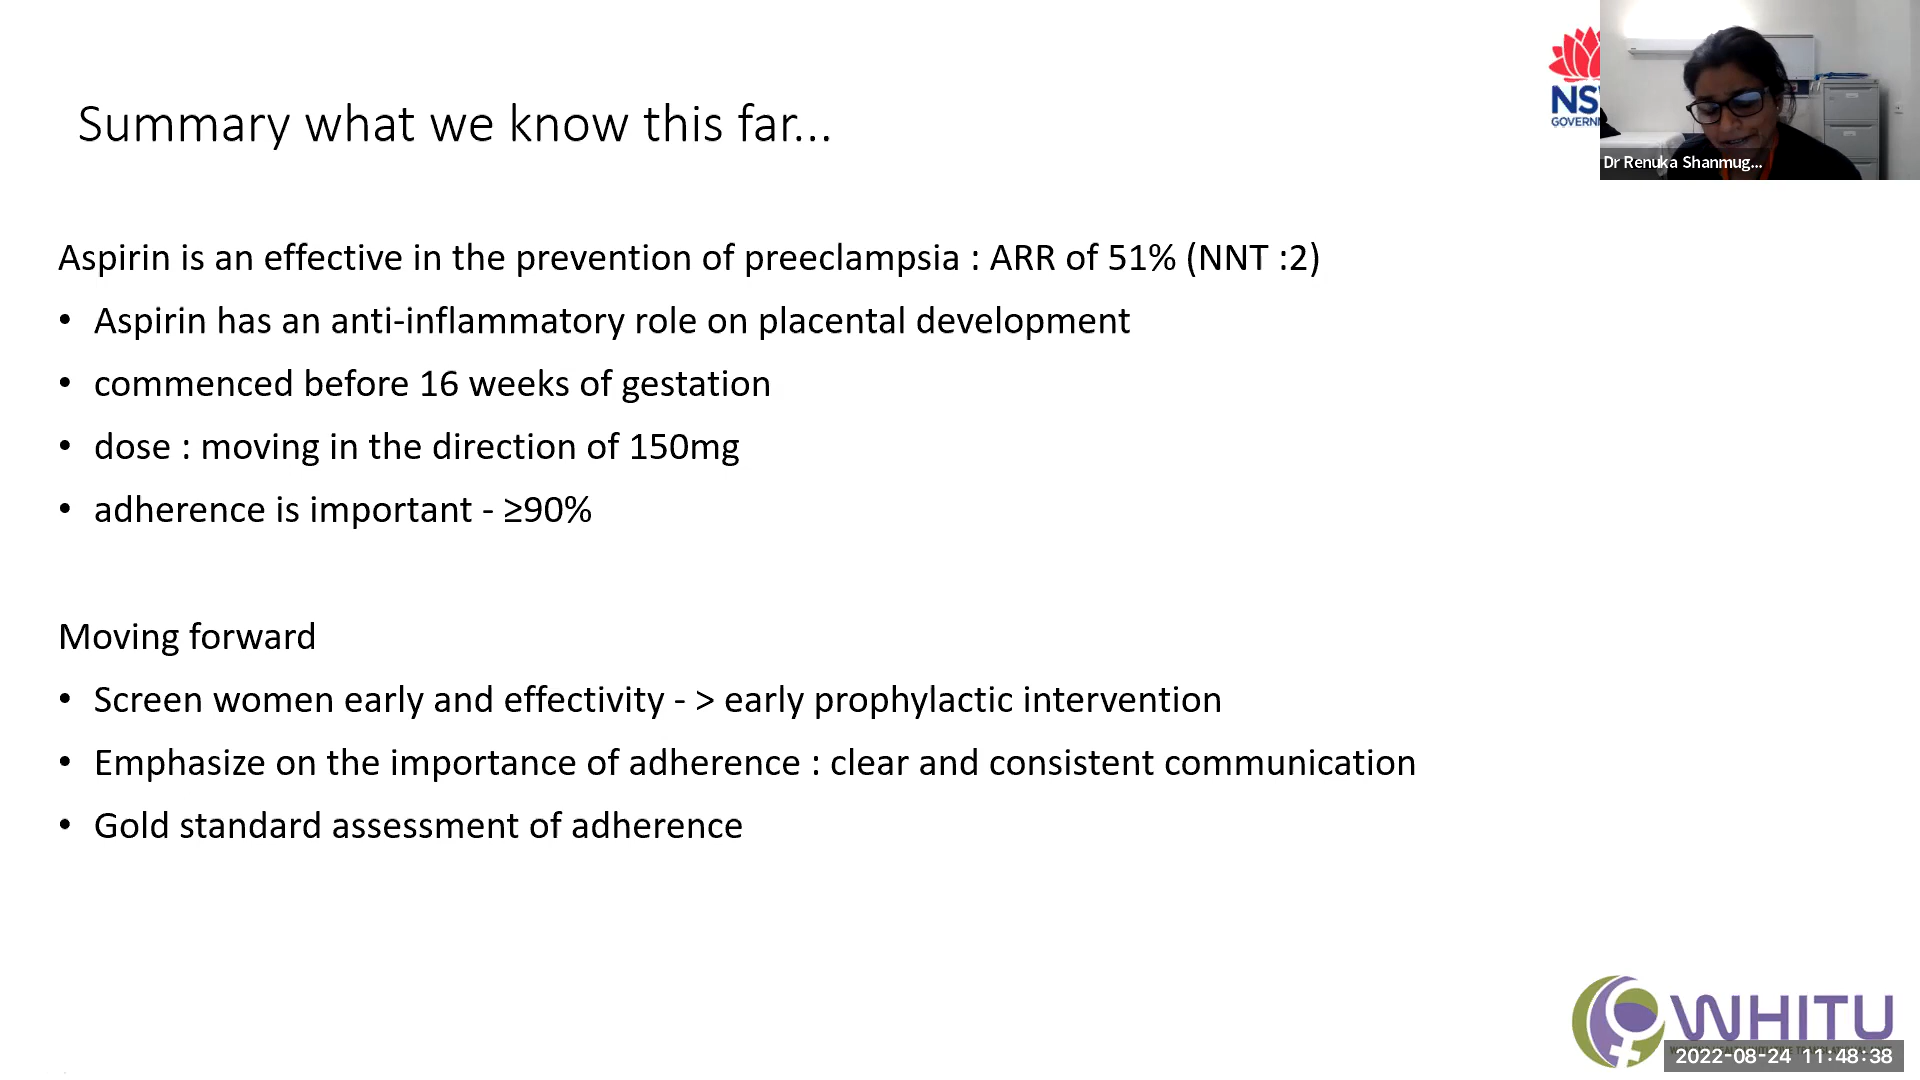 NS
GOVERN
Dr Renuka Shanmug...
Summary what we know this far...
Aspirin is an effective in the prevention of preeclampsia : ARR of 51% (NNT :2)
• Aspirin has an anti-inflammatory role on placental development
• commenced before 16 weeks of gestation
• dose : moving in the direction of 150mg
• adherence is important - ≥90%
Moving forward
• Screen women early and effectivity - > early prophylactic intervention
• Emphasize on the importance of adherence : clear and consistent communication
• Gold standard assessment of adherence
WHITU
2022-08-24 11:48:38